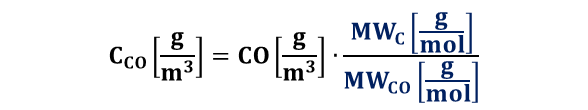 C_CO [g/m³] = CO [g/m³] · MW_C [g/mol] / MW_CO [g/mol]